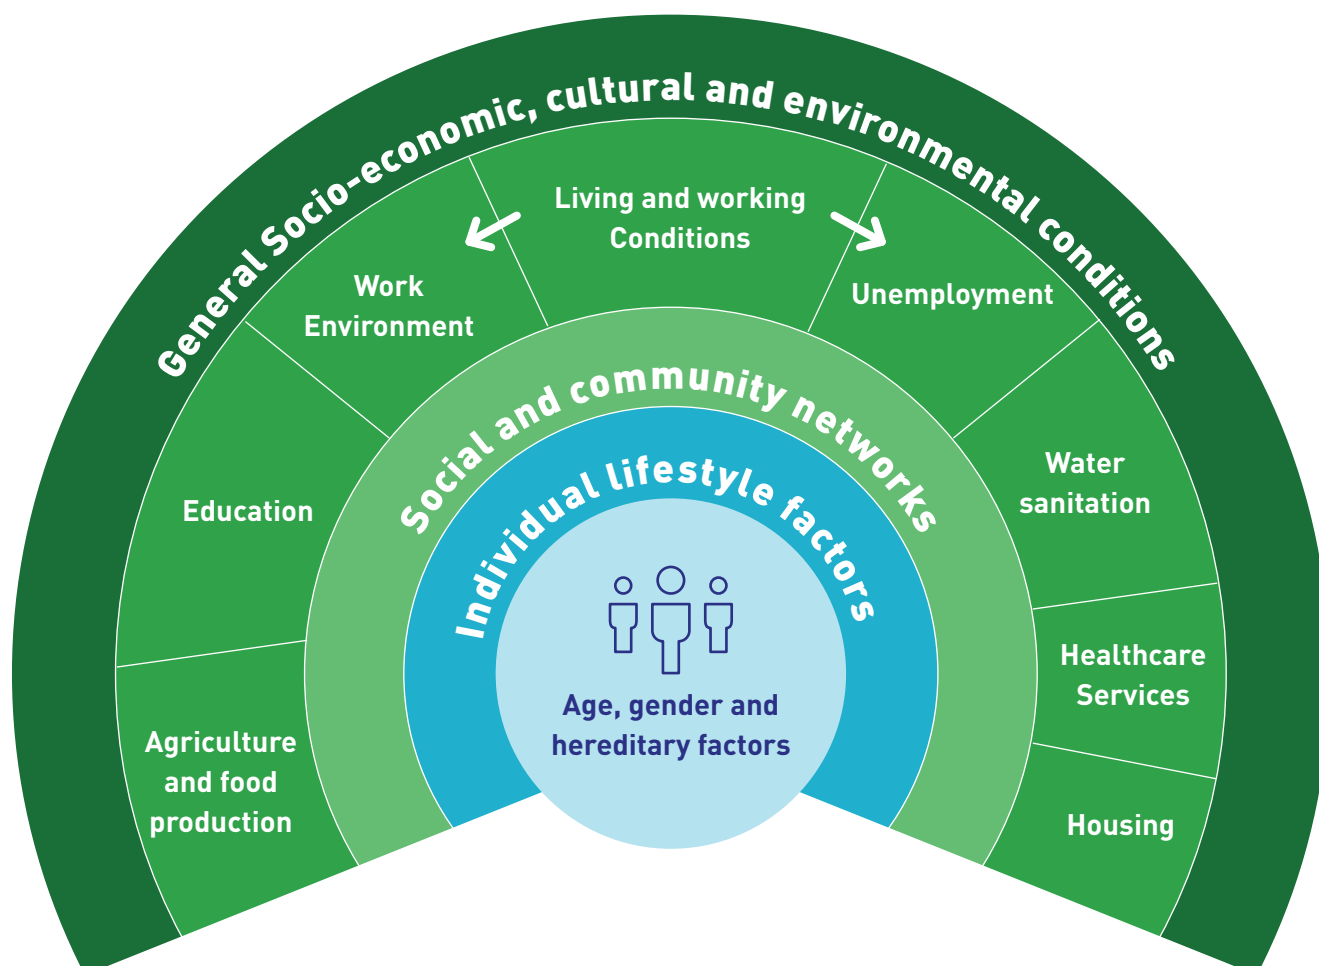 General Socio-economic, cultural and environmental conditions
Living and working
Conditions
Work
Environment
Unemployment
Social and community networks
Water
sanitation
Individual lifestyle factors
Education
Healthcare
Services
Age, gender and
hereditary factors
Agriculture
and food
production
Housing